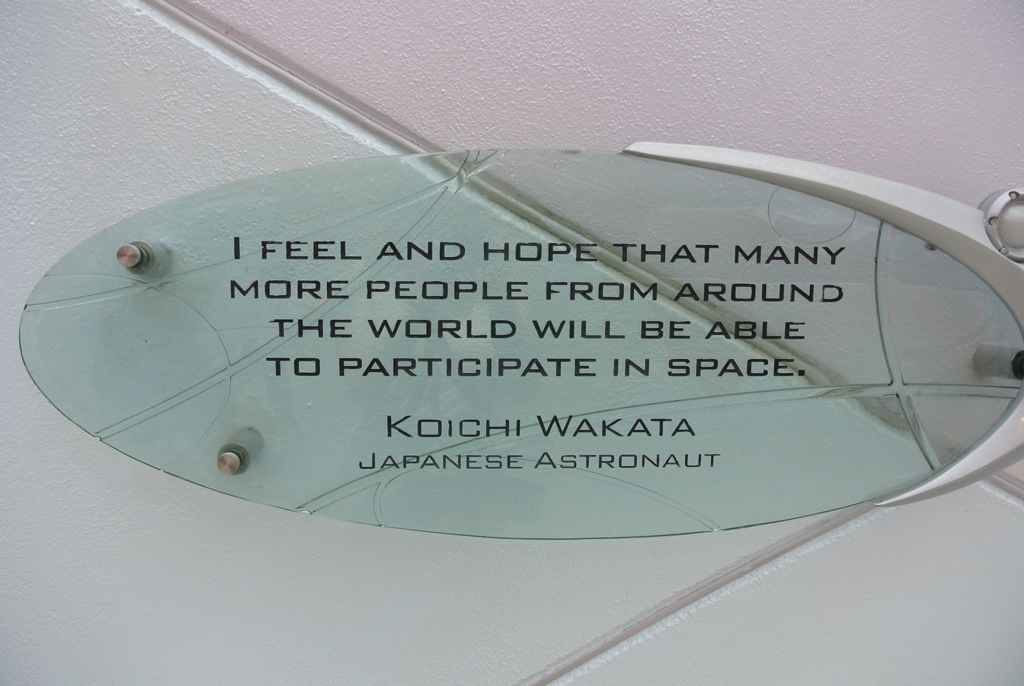 I FEEL AND HOPE THAT MANY
MORE PEOPLE FROM AROUND
THE WORLD WILL BE ABLE
TO PARTICIPATE IN SPACE.
KOICHI WAKATA
JAPANESE ASTRONAUT